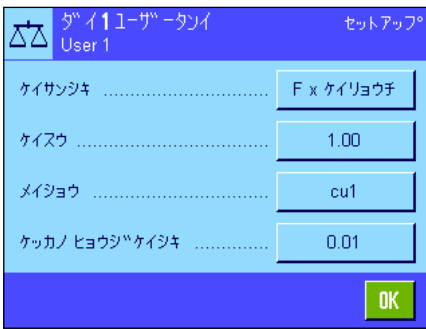 ダイ1ユーザータンイ セットアップ
User 1
ケイサンシキ ................................ F x ケイリョウチ
ケイスウ ..................................... 1.00
メイショウ .................................. cu1
ケッカノ ヒョウジケイシキ .............. 0.01
OK